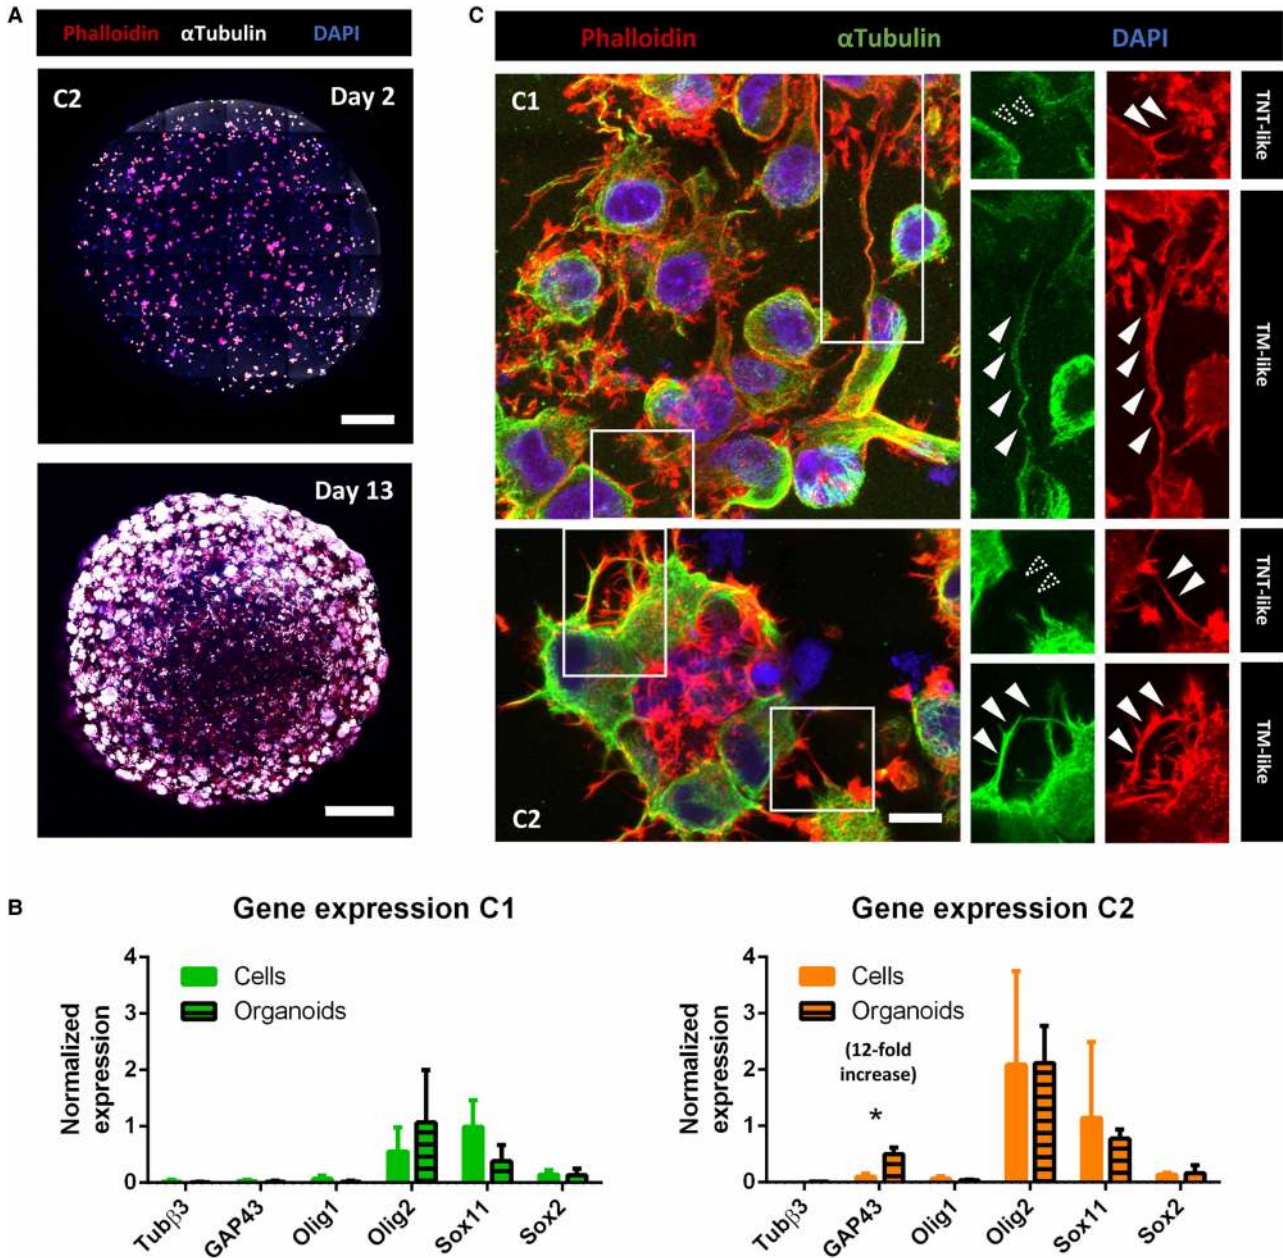 A
Phalloidin αTubulin DAPI
C2 Day 2
Day 13
C
Phalloidin αTubulin DAPI
C1
TNT-like
TM-like
C2
TNT-like
TM-like
B
Gene expression C1
Normalized
expression
4
3
2
1
0
Cells
Organoids
Tubβ3
GAP43
Olig1
Olig2
Sox11
Sox2
Gene expression C2
Normalized
expression
4
3
2
1
0
Cells
Organoids
(12-fold
increase)
*
Tubβ3
GAP43
Olig1
Olig2
Sox11
Sox2